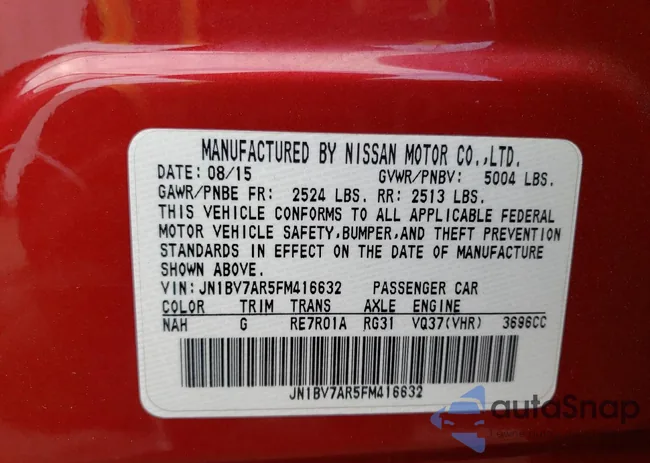 MANUFACTURED BY NISSAN MOTOR CO.,LTD.
DATE: 08/15 GVWR/PNBV: 5004 LBS.
GAWR/PNBE FR: 2524 LBS. RR: 2513 LBS.
THIS VEHICLE CONFORMS TO ALL APPLICABLE FEDERAL
MOTOR VEHICLE SAFETY,BUMPER,AND THEFT PREVENTION
STANDARDS IN EFFECT ON THE DATE OF MANUFACTURE
SHOWN ABOVE.
VIN: JN1BV7AR5FM416632 PASSENGER CAR
COLOR TRIM TRANS AXLE ENGINE
NAH G RE7R01A RG31 VQ37(VHR) 3696CC
JN1BV7AR5FM416632
autoSnap